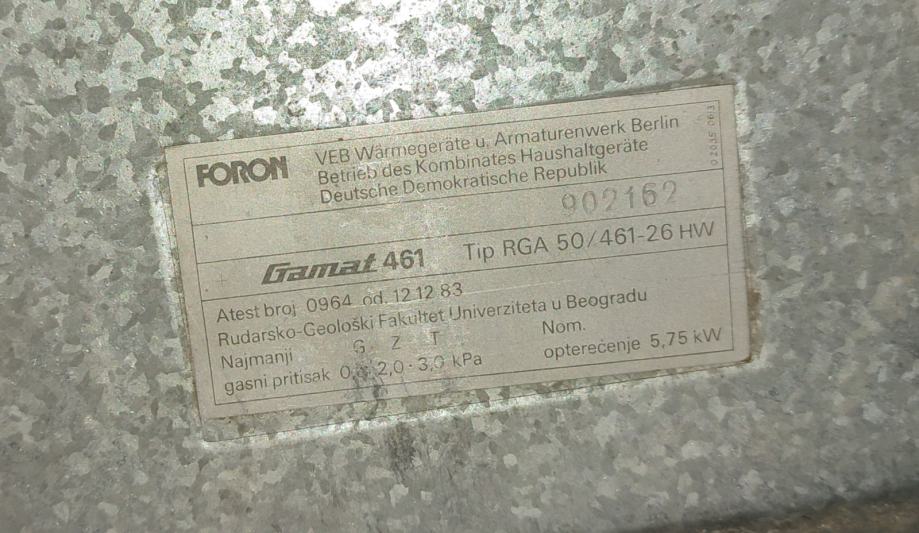 FORON
VEB Wärmegeräte u. Armaturenwerk Berlin
Betrieb des Kombinates Haushaltgeräte
Deutsche Demokratische Republik
902162
Gamat 461 Tip RGA 50/461-26 HW
Atest broj 0964 od. 12 12 83
Rudarsko-Geološki Fakultet Univerziteta u Beogradu
Najmanji G Z T Nom.
gasni pritisak 2,0 · 3,0 kPa opterećenje 5,75 kW